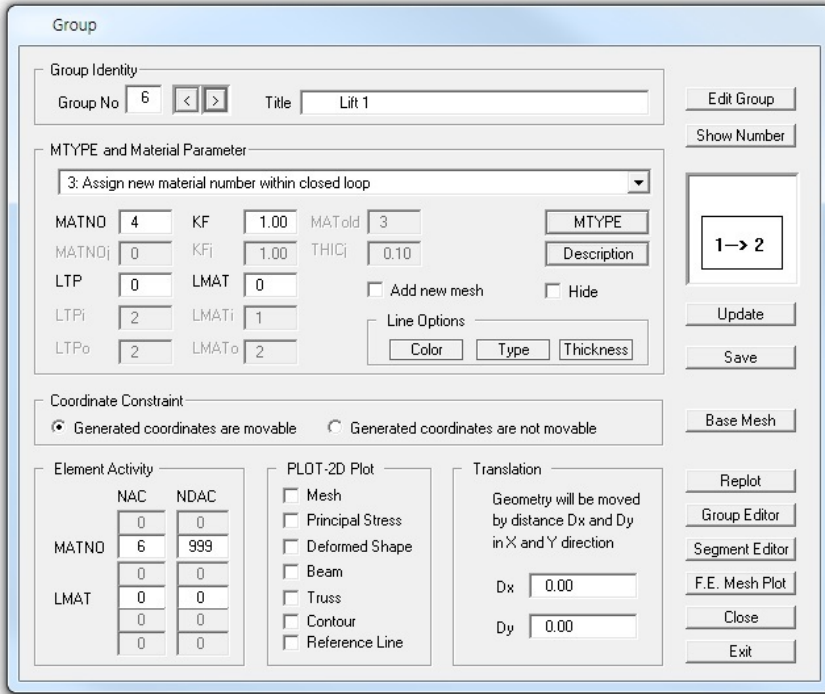 Group
Group Identity
Group No 6 < > Title Lift 1
Edit Group
Show Number
MTYPE and Material Parameter
3: Assign new material number within closed loop
MATNO 4 KF 1.00 MATold 3 MTYPE
MATNOj 0 KFj 1.00 THICj 0.10 Description
LTP 0 LMAT 0 Add new mesh Hide
LTPi 2 LMATi 1
LTPo 2 LMATo 2
Line Options
Color Type Thickness
1--> 2
Update
Save
Coordinate Constraint
Generated coordinates are movable Generated coordinates are not movable
Base Mesh
Element Activity
NAC NDAC
0 0
MATNO 6 999
0 0
LMAT 0 0
0 0
0 0
PLOT-2D Plot
Mesh
Principal Stress
Deformed Shape
Beam
Truss
Contour
Reference Line
Translation
Geometry will be moved
by distance Dx and Dy
in X and Y direction
Dx 0.00
Dy 0.00
Replot
Group Editor
Segment Editor
F.E. Mesh Plot
Close
Exit